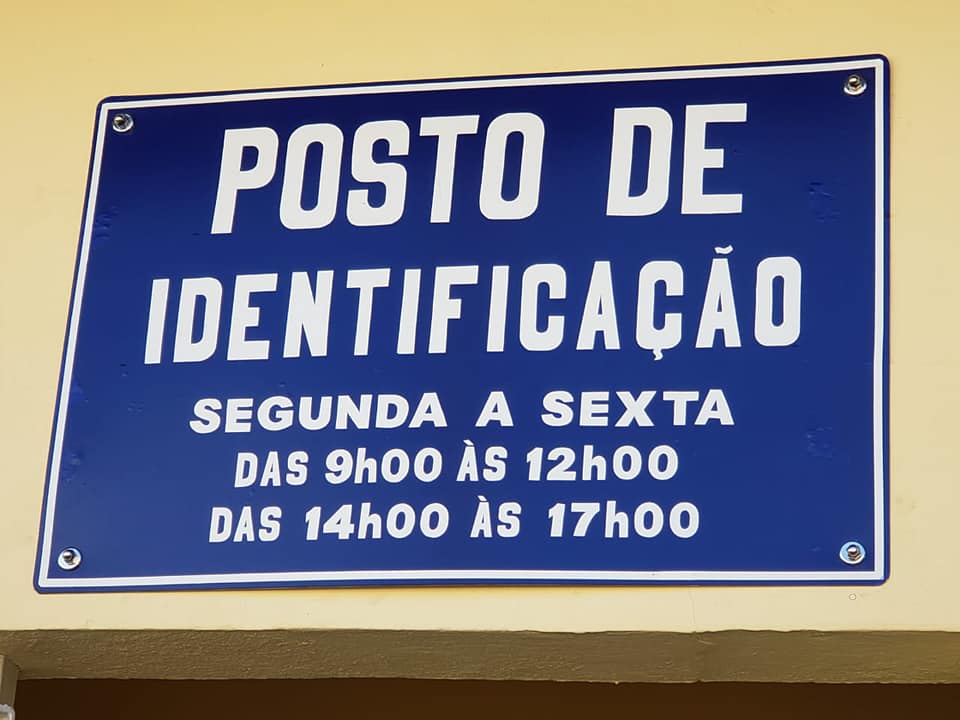 POSTO DE
IDENTIFICAÇÃO
SEGUNDA A SEXTA
DAS 9h00 ÀS 12h00
DAS 14h00 ÀS 17h00